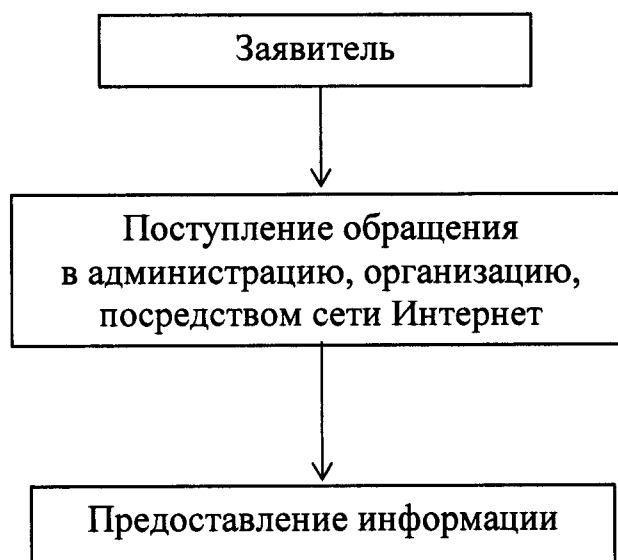 Заявитель
Поступление обращения
в администрацию, организацию,
посредством сети Интернет
Предоставление информации